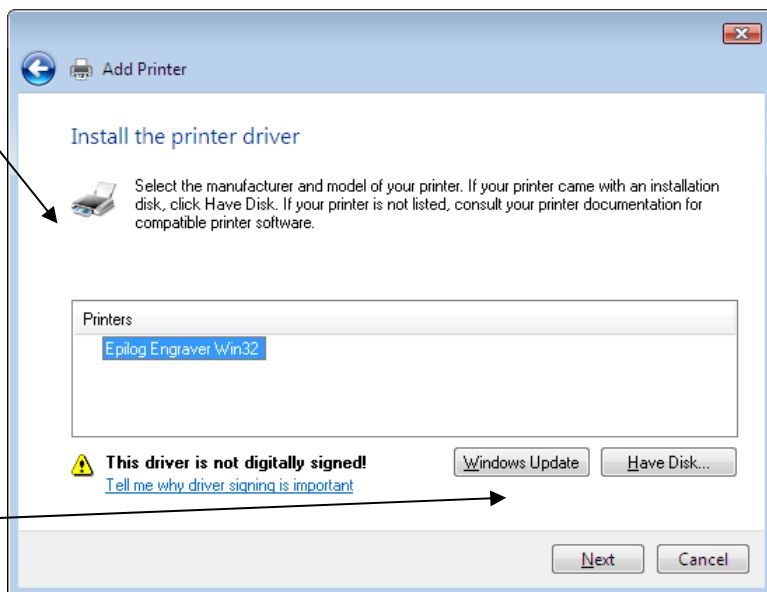 Add Printer
Install the printer driver
Select the manufacturer and model of your printer. If your printer came with an installation
disk, click Have Disk. If your printer is not listed, consult your printer documentation for
compatible printer software.
Printers
Epilog Engraver Win32
This driver is not digitally signed!
Tell me why driver signing is important
Windows Update
Have Disk...
Next
Cancel